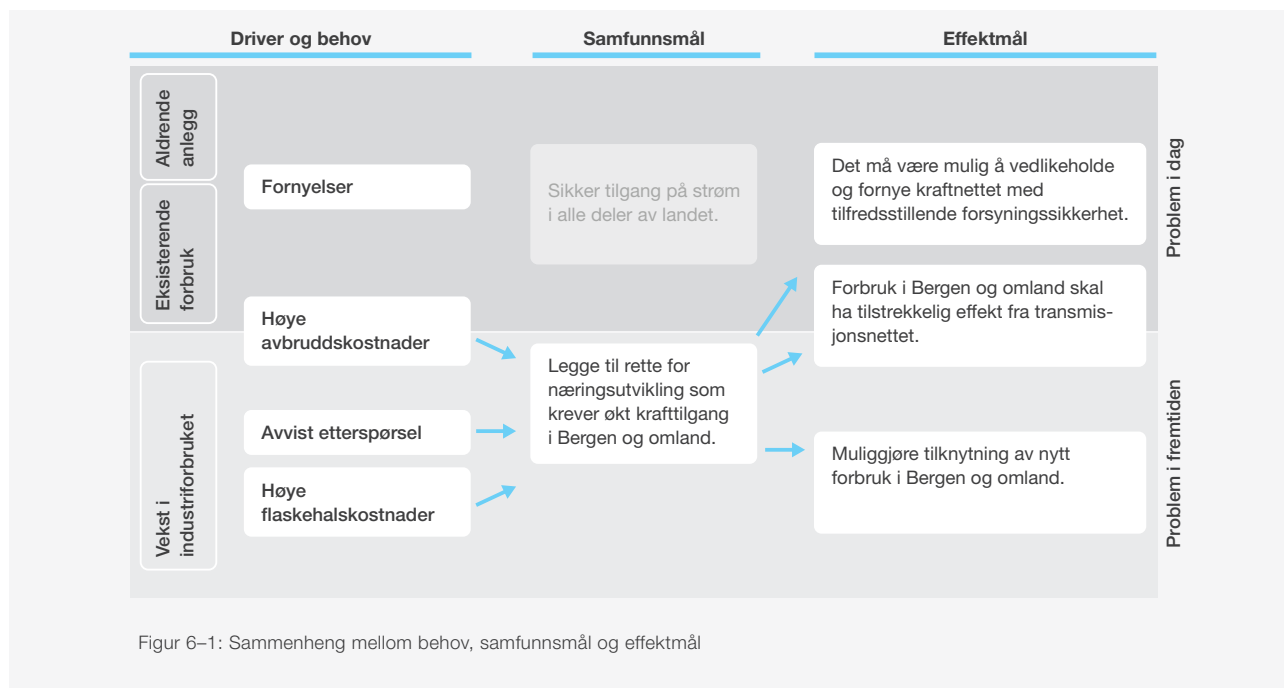 Driver og behov
Samfunnsmål
Effektmål
Aldrende
anlegg
Eksisterende
forbruk
Vekst i
industriforbruket
Fornyelser
Høye
avbruddskostnader
Avvist etterspørsel
Høye
flaskehalskostnader
Sikker tilgang på strøm
i alle deler av landet.
Legge til rette for
næringsutvikling som
krever økt krafttilgang
i Bergen og omland.
Det må være mulig å vedlikeholde
og fornye kraftnettet med
tilfredsstillende forsyningssikkerhet.
Forbruk i Bergen og omland skal
ha tilstrekkelig effekt fra transmis-
jonsnettet.
Muliggjøre tilknytning av nytt
forbruk i Bergen og omland.
Problem i dag
Problem i fremtiden
Figur 6–1: Sammenheng mellom behov, samfunnsmål og effektmål